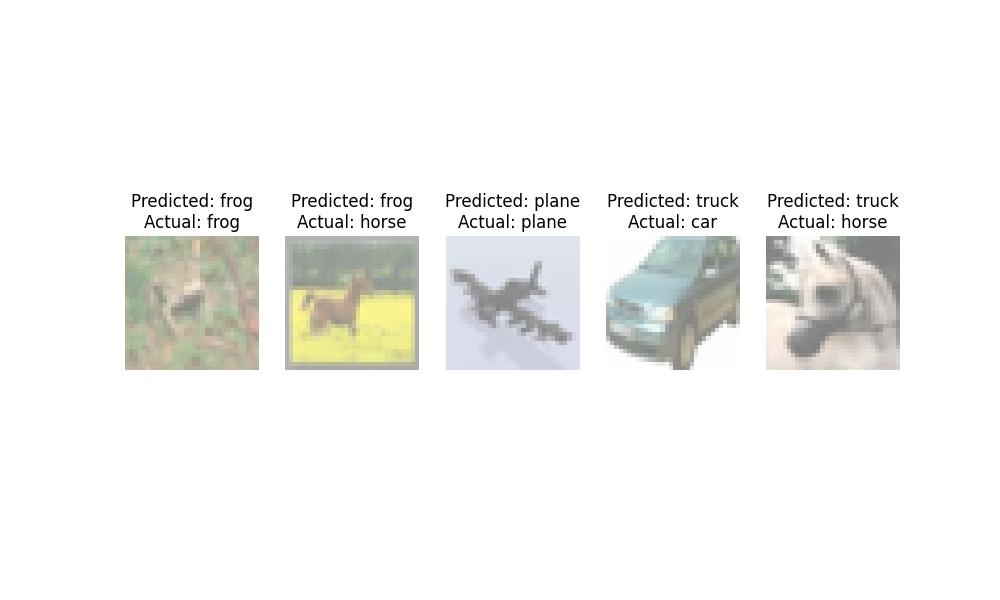 Predicted: frog
Actual: frog
Predicted: frog
Actual: horse
Predicted: plane
Actual: plane
Predicted: truck
Actual: car
Predicted: truck
Actual: horse